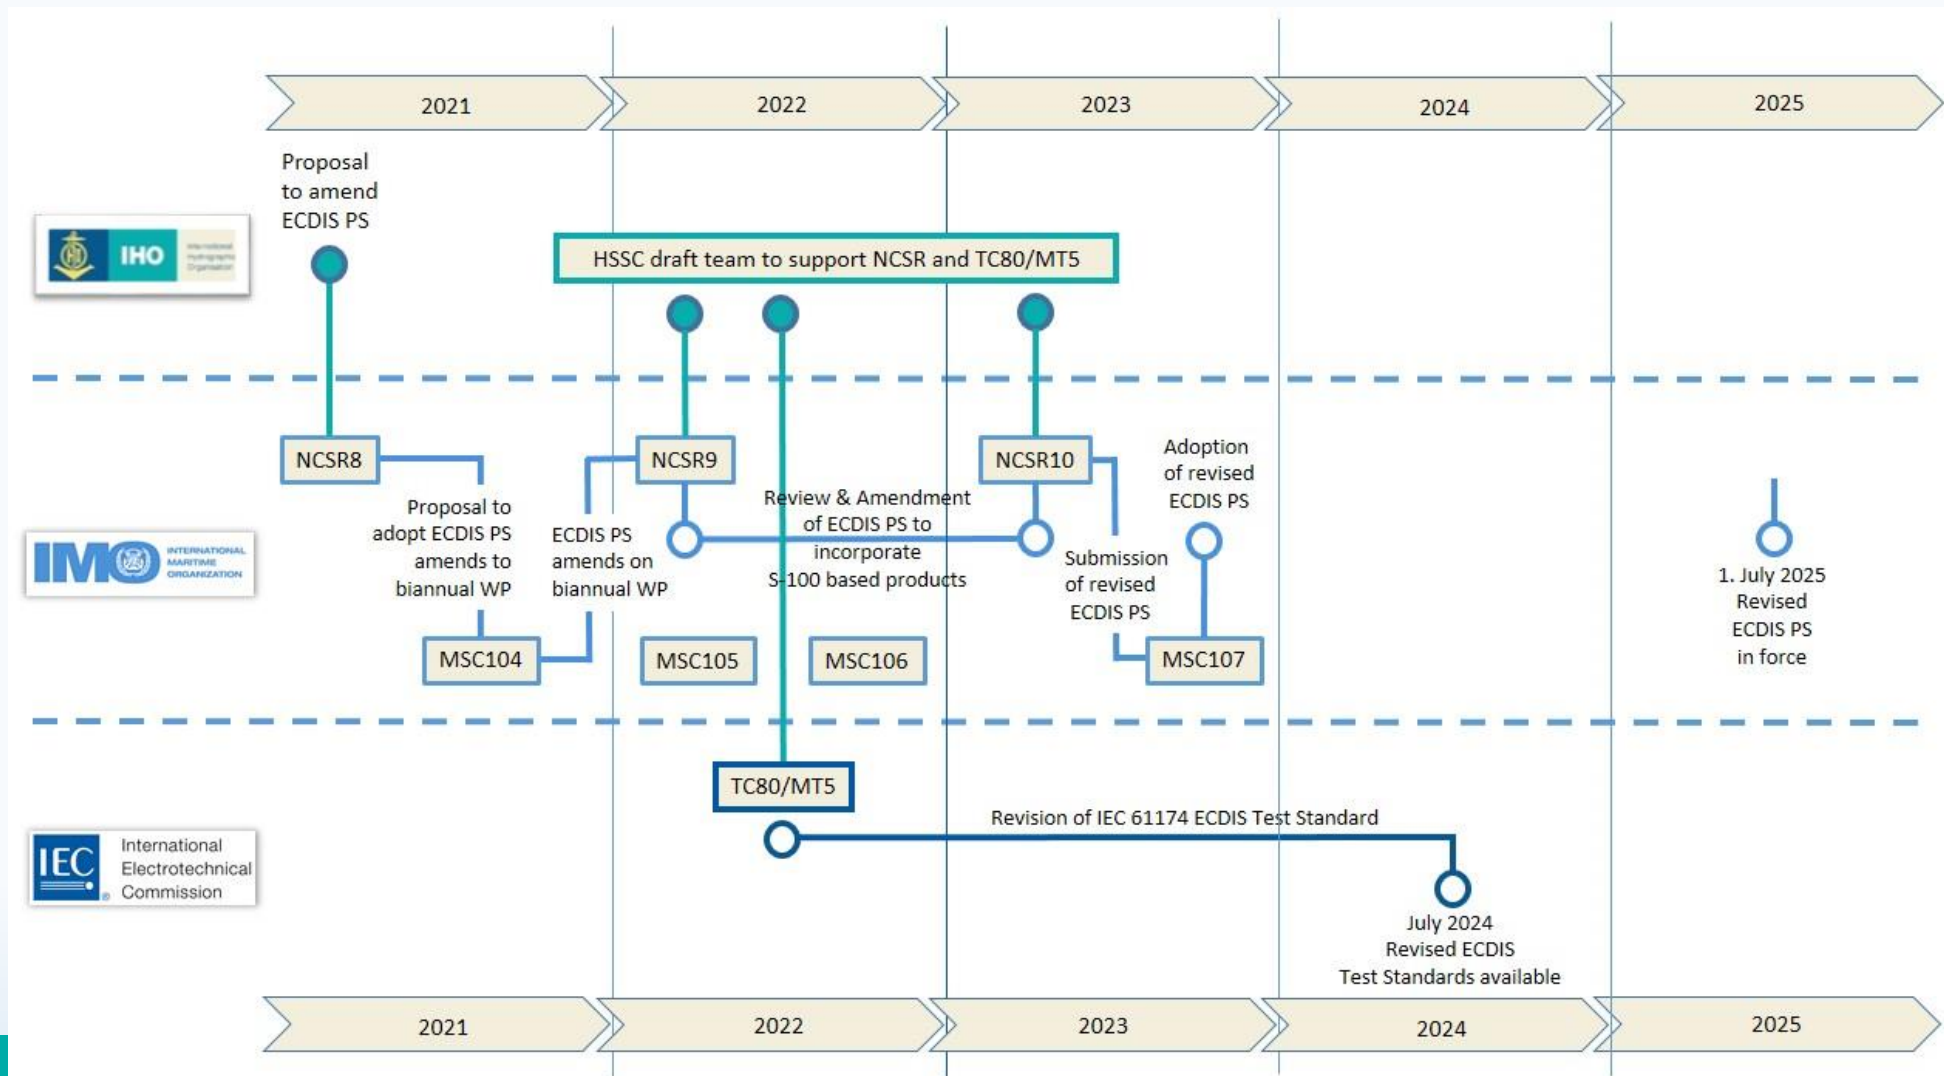 2021
2022
2023
2024
2025
Proposal
to amend
ECDIS PS
IHO
International
Hydrographic
Organisation
HSSC draft team to support NCSR and TC80/MT5
NCSR8
NCSR9
NCSR10
Adoption
of revised
ECDIS PS
Proposal to
adopt ECDIS PS
amends to
biannual WP
ECDIS PS
amends on
biannual WP
Review & Amendment
of ECDIS PS to
incorporate
S-100 based products
Submission
of revised
ECDIS PS
1. July 2025
Revised
ECDIS PS
in force
IMO
INTERNATIONAL
MARITIME
ORGANIZATION
MSC104
MSC105
MSC106
MSC107
TC80/MT5
Revision of IEC 61174 ECDIS Test Standard
IEC
®
International
Electrotechnical
Commission
July 2024
Revised ECDIS
Test Standards available
2021
2022
2023
2024
2025